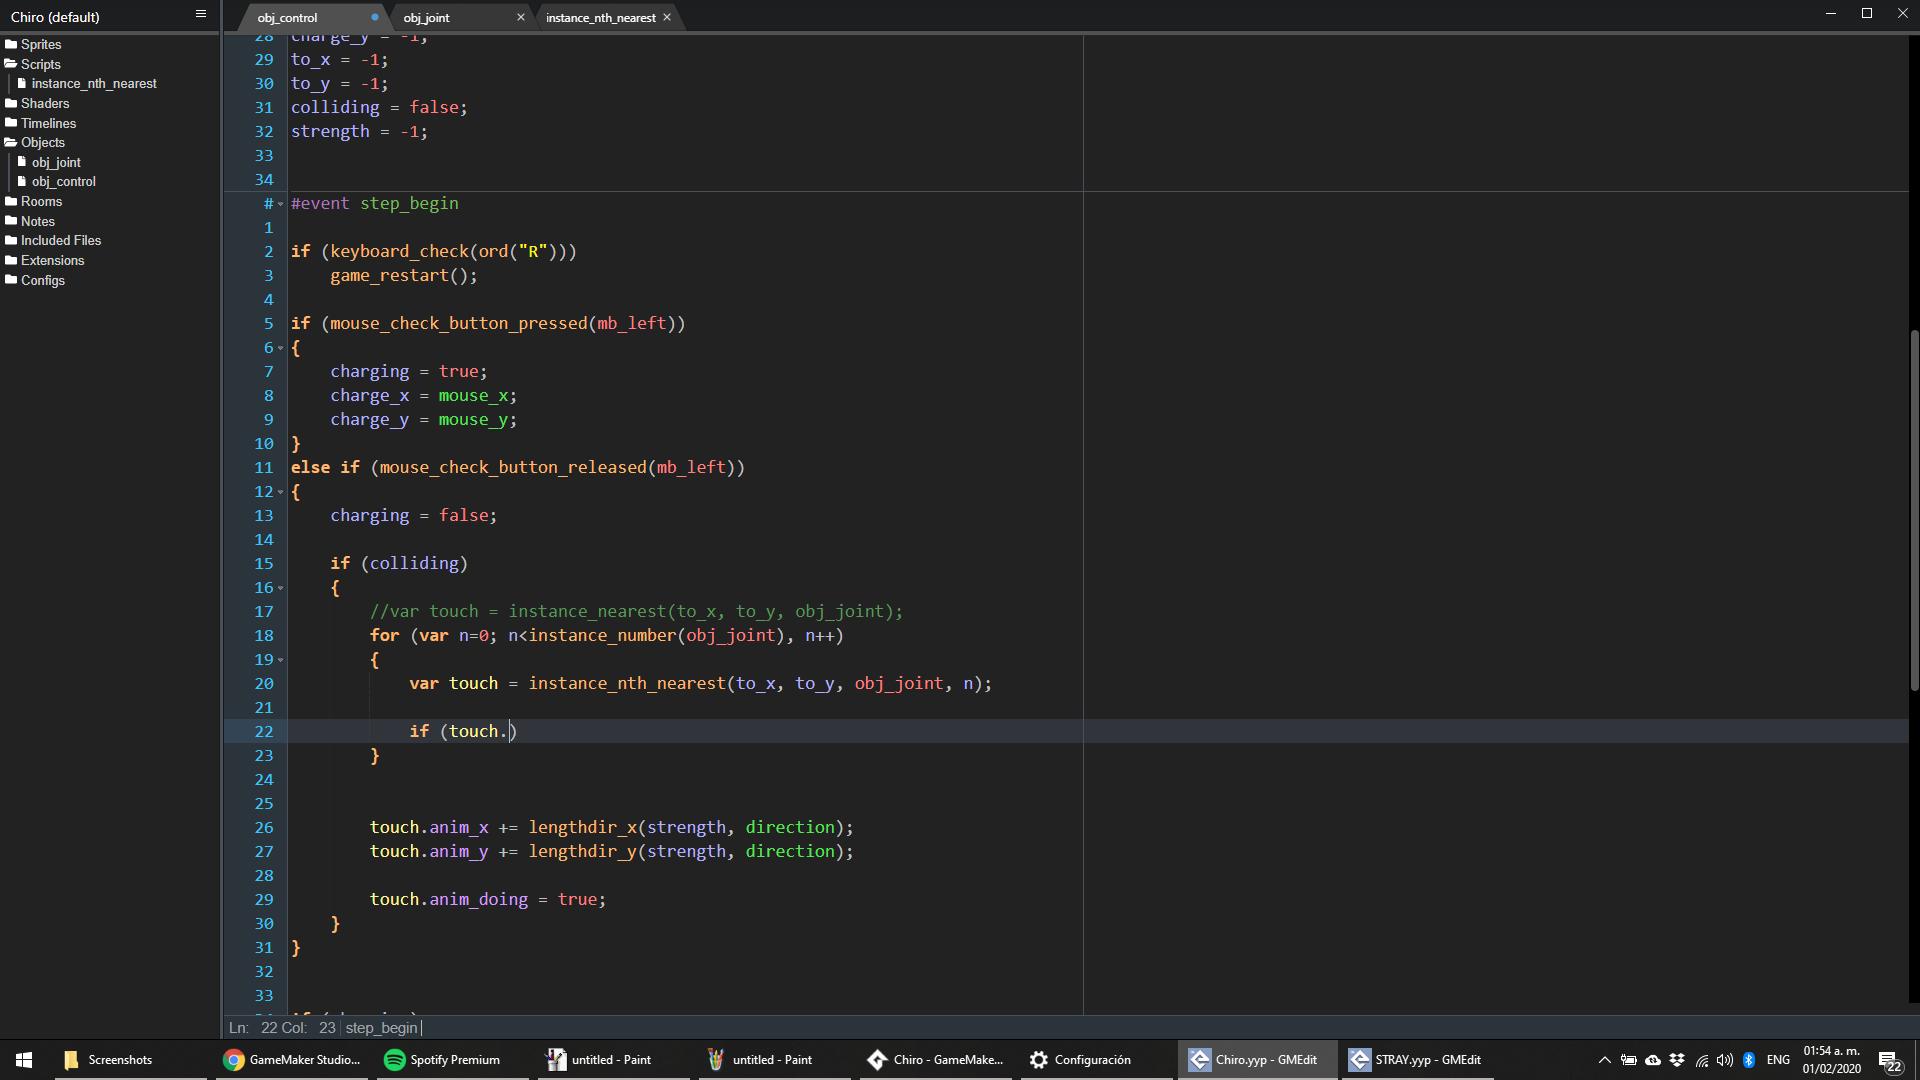 Chiro (default)
obj_control
obj_joint
instance_nth_nearest
Sprites
Scripts
instance_nth_nearest
Shaders
Timelines
Objects
obj_joint
obj_control
Rooms
Notes
Included Files
Extensions
Configs
28 charge_y = -1;
29 to_x = -1;
30 to_y = -1;
31 colliding = false;
32 strength = -1;
33
34
# #event step_begin
1
2 if (keyboard_check(ord("R")))
3 game_restart();
4
5 if (mouse_check_button_pressed(mb_left))
6 {
7 charging = true;
8 charge_x = mouse_x;
9 charge_y = mouse_y;
10 }
11 else if (mouse_check_button_released(mb_left))
12 {
13 charging = false;
14
15 if (colliding)
16 {
17 //var touch = instance_nearest(to_x, to_y, obj_joint);
18 for (var n=0; n<instance_number(obj_joint), n++)
19 {
20 var touch = instance_nth_nearest(to_x, to_y, obj_joint, n);
21
22 if (touch.)
23 }
24
25
26 touch.anim_x += lengthdir_x(strength, direction);
27 touch.anim_y += lengthdir_y(strength, direction);
28
29 touch.anim_doing = true;
30 }
31 }
32
33
Ln: 22 Col: 23 step_begin
Screenshots
GameMaker Studio...
Spotify Premium
untitled - Paint
untitled - Paint
Chiro - GameMake...
Configuración
Chiro.yyp - GMEdit
STRAY.yyp - GMEdit
ENG
01:54 a. m.
01/02/2020
22